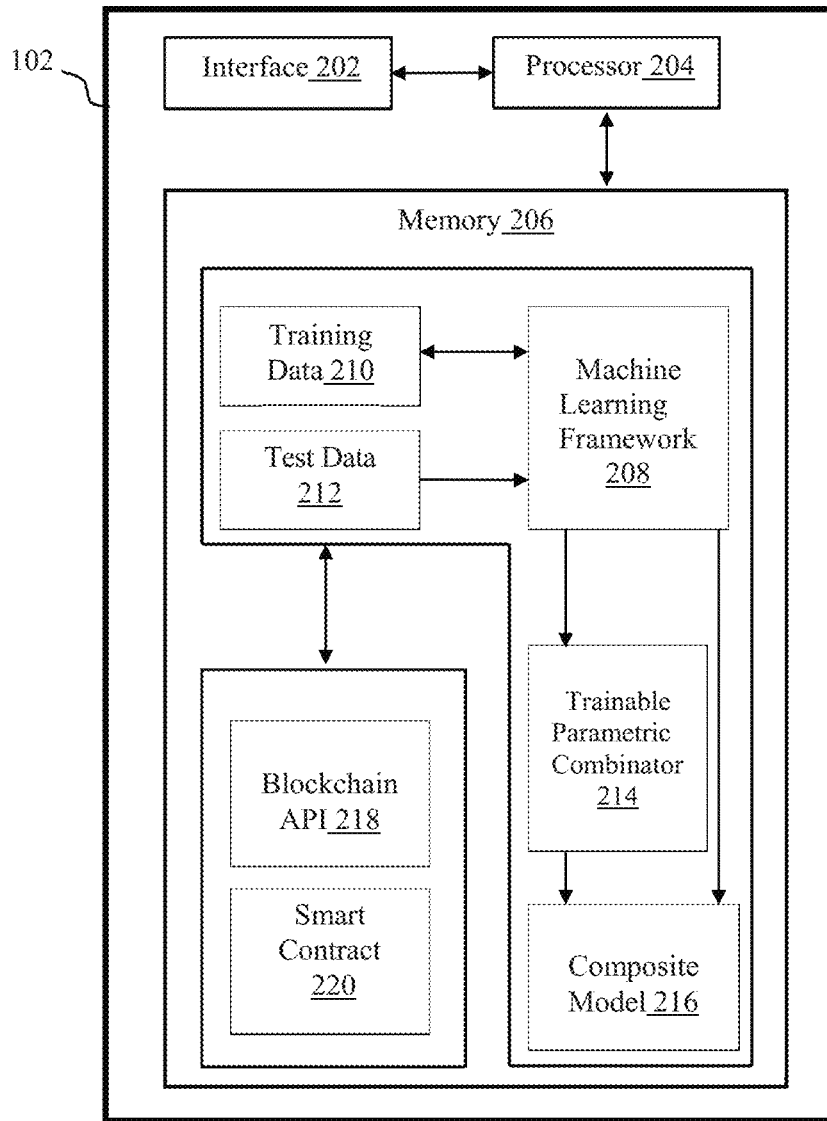 102
Interface 202
Processor 204
Memory 206
Training
Data 210
Machine
Learning
Framework
208
Test Data
212
Trainable
Parametric
Combinator
214
Blockchain
API 218
Smart
Contract
220
Composite
Model 216